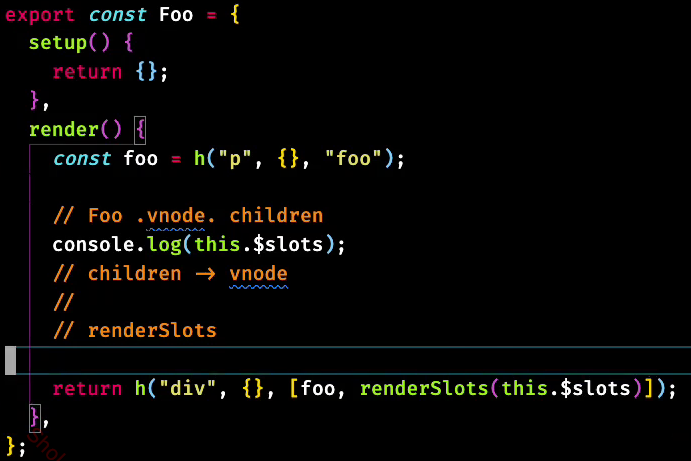 export const Foo = {
  setup() {
    return {};
  },
  render() {
    const foo = h("p", {}, "foo");
    // Foo .vnode. children
    console.log(this.$slots);
    // children -> vnode
    //
    // renderSlots
    return h("div", {}, [foo, renderSlots(this.$slots)]);
  },
};